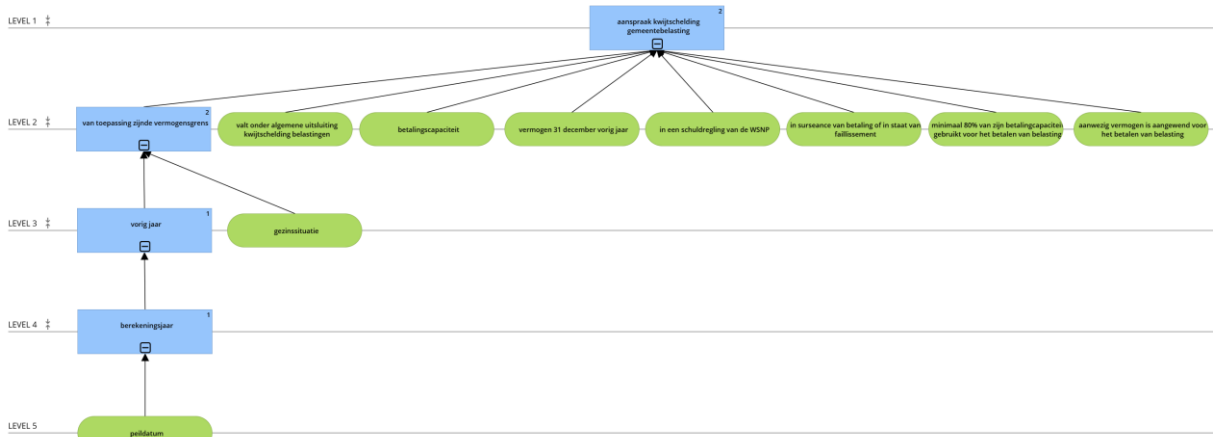 LEVEL 1
2
aanspraak kwijtschelding
gemeentebelasting
LEVEL 2
2
van toepassing zijnde vermogensgrens
valt onder algemene uitsluiting
kwijtschelding belastingen
betalingscapaciteit
vermogen 31 december vorig jaar
in een schuldregling van de WSNP
in surseance van betaling of in staat van
faillissement
minimaal 80% van zijn betalingcapaciteit
gebruikt voor het betalen van belasting
aanwezig vermogen is aangewend voor
het betalen van belasting
LEVEL 3
1
vorig jaar
gezinssituatie
LEVEL 4
1
berekeningsjaar
LEVEL 5
peildatum